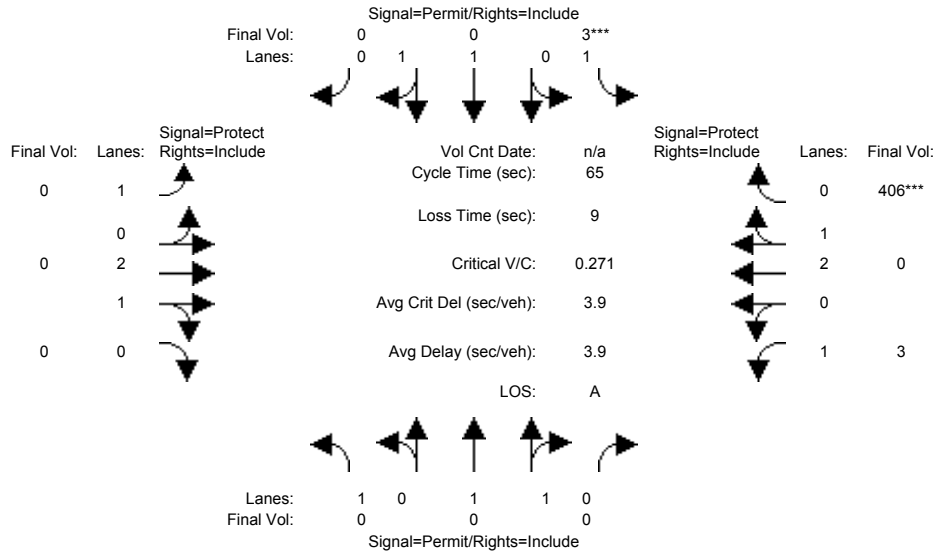 Signal=Permit/Rights=Include
Final Vol: 0 0 3***
Lanes: 0 1 1 0 1
Signal=Protect
Final Vol: Lanes: Rights=Include
Vol Cnt Date: n/a
Signal=Protect
Rights=Include Lanes: Final Vol:
0 1
Cycle Time (sec): 65
0 406***
0
Loss Time (sec): 9
1
0 2
Critical V/C: 0.271
2 0
1
Avg Crit Del (sec/veh): 3.9
0
0 0
Avg Delay (sec/veh): 3.9
1 3
LOS: A
Lanes: 1 0 1 1 0
Final Vol: 0 0 0
Signal=Permit/Rights=Include